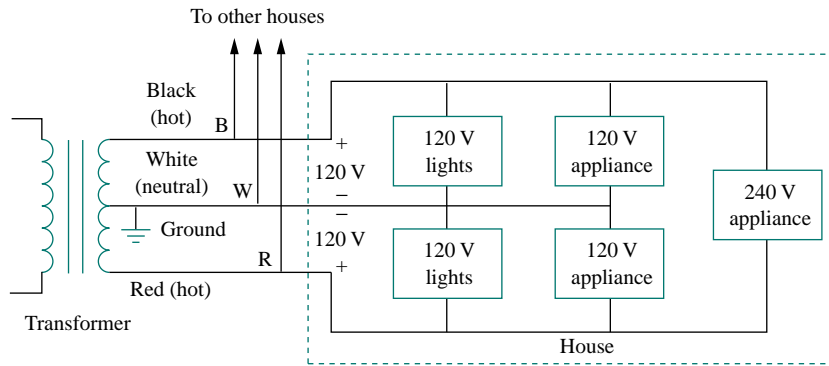 To other houses
Black
(hot)
B
White
(neutral)
W
Ground
R
Red (hot)
Transformer
+
120 V
−
−
120 V
+
120 V
lights
120 V
appliance
240 V
appliance
120 V
lights
120 V
appliance
House